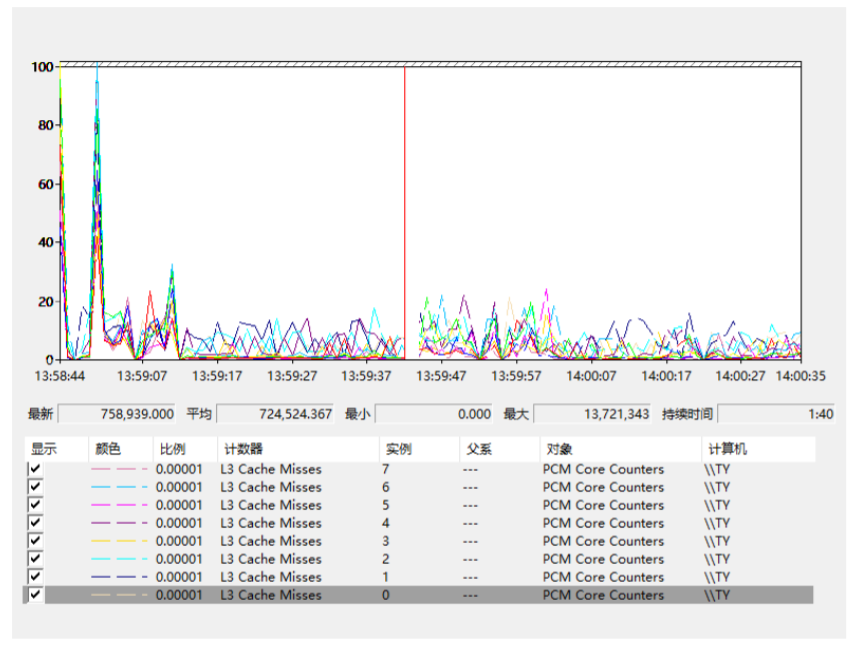 100
80
60
40
20
0
13:58:44 13:59:07 13:59:17 13:59:27 13:59:37 13:59:47 13:59:57 14:00:07 14:00:17 14:00:27 14:00:35
最新 758,939.000 平均 724,524.367 最小 0.000 最大 13,721,343 持续时间 1:40
显示 颜色 比例 计数器 实例 父系 对象 计算机
0.00001 L3 Cache Misses 7 --- PCM Core Counters \\TY
0.00001 L3 Cache Misses 6 --- PCM Core Counters \\TY
0.00001 L3 Cache Misses 5 --- PCM Core Counters \\TY
0.00001 L3 Cache Misses 4 --- PCM Core Counters \\TY
0.00001 L3 Cache Misses 3 --- PCM Core Counters \\TY
0.00001 L3 Cache Misses 2 --- PCM Core Counters \\TY
0.00001 L3 Cache Misses 1 --- PCM Core Counters \\TY
0.00001 L3 Cache Misses 0 --- PCM Core Counters \\TY